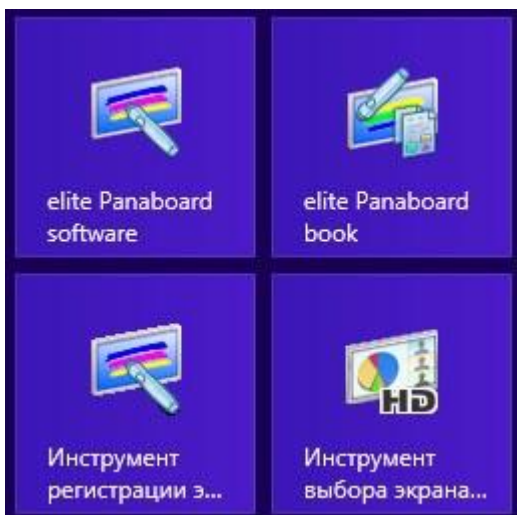 elite Panaboard
software
elite Panaboard
book
Инструмент
регистрации э...
HD
Инструмент
выбора экрана...